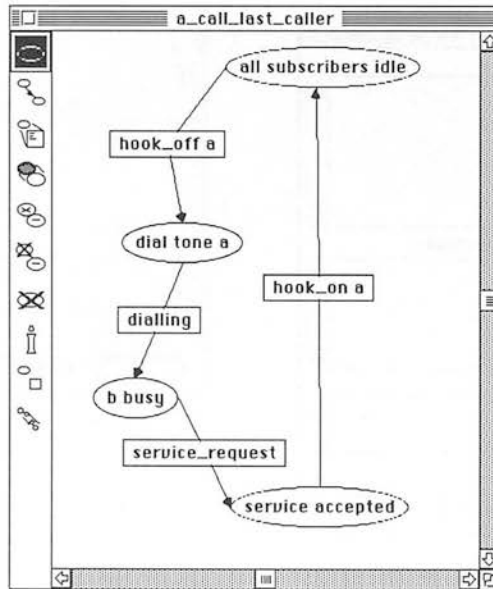 a_call_last_caller
all subscribers idle
hook_off a
dial tone a
hook_on a
dialling
b busy
service_request
service accepted